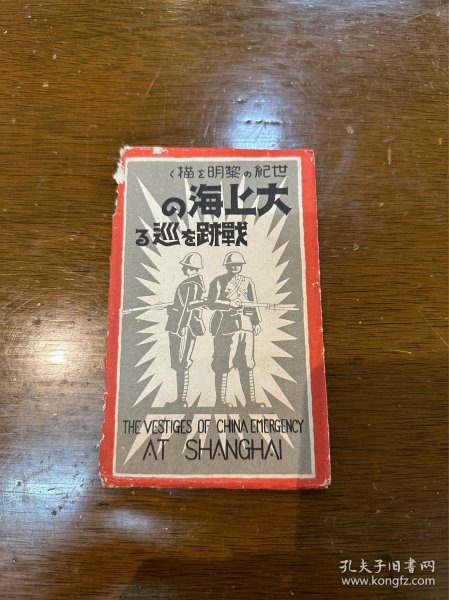 世紀の黎明を描く
大上海の
戰跡を巡る
THE VESTIGES OF CHINA EMERGENCY
AT SHANGHAI
孔夫子旧书网
www.kongfz.com